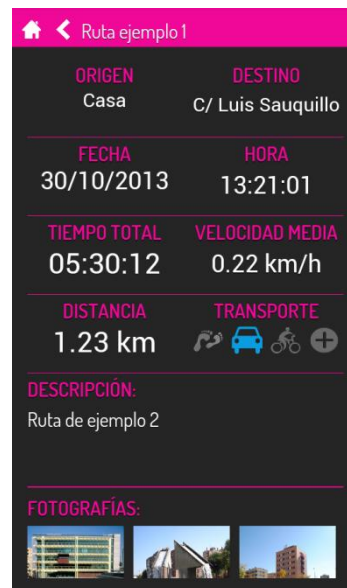 Ruta ejemplo 1
ORIGEN DESTINO
Casa C/ Luis Sauquillo
FECHA HORA
30/10/2013 13:21:01
TIEMPO TOTAL VELOCIDAD MEDIA
05:30:12 0.22 km/h
DISTANCIA TRANSPORTE
1.23 km
DESCRIPCIÓN:
Ruta de ejemplo 2
FOTOGRAFÍAS: